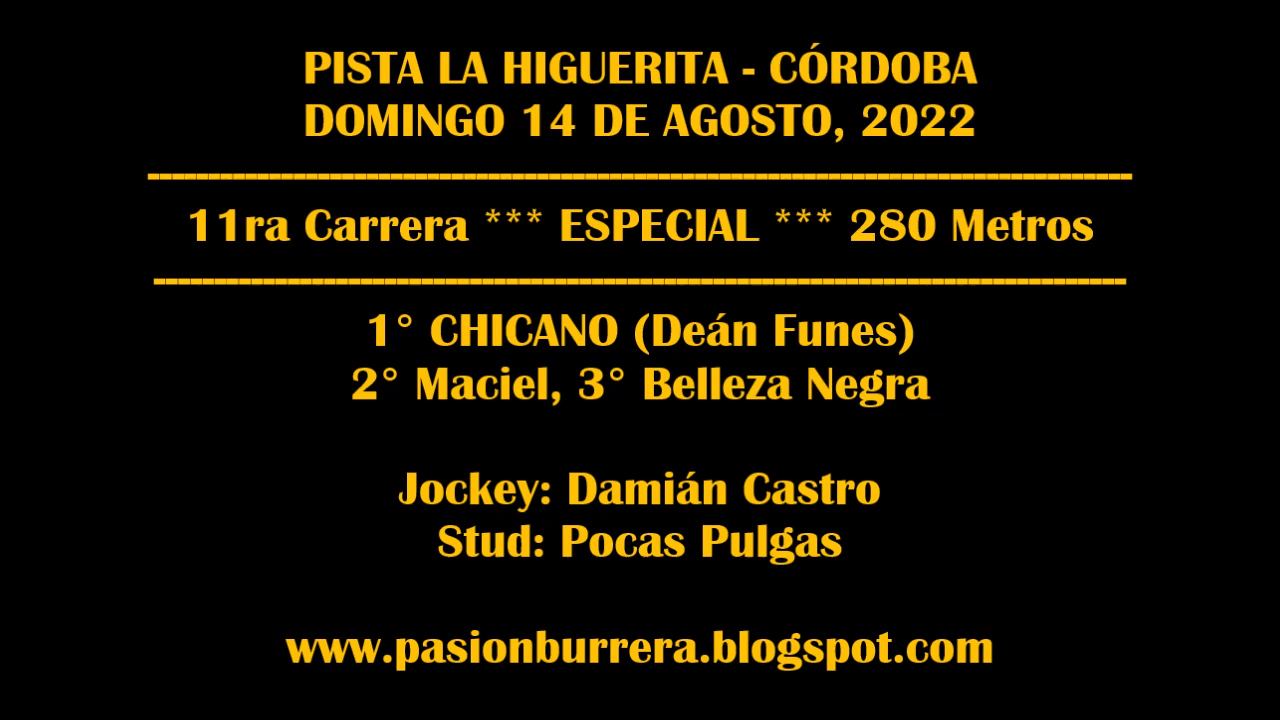 PISTA LA HIGUERITA - CÓRDOBA
DOMINGO 14 DE AGOSTO, 2022
--------------------------------------------------------------------------------
11ra Carrera *** ESPECIAL *** 280 Metros
-------------------------------------------------------------------------------
1° CHICANO (Deán Funes)
2° Maciel, 3° Belleza Negra
Jockey: Damián Castro
Stud: Pocas Pulgas
www.pasionburrera.blogspot.com